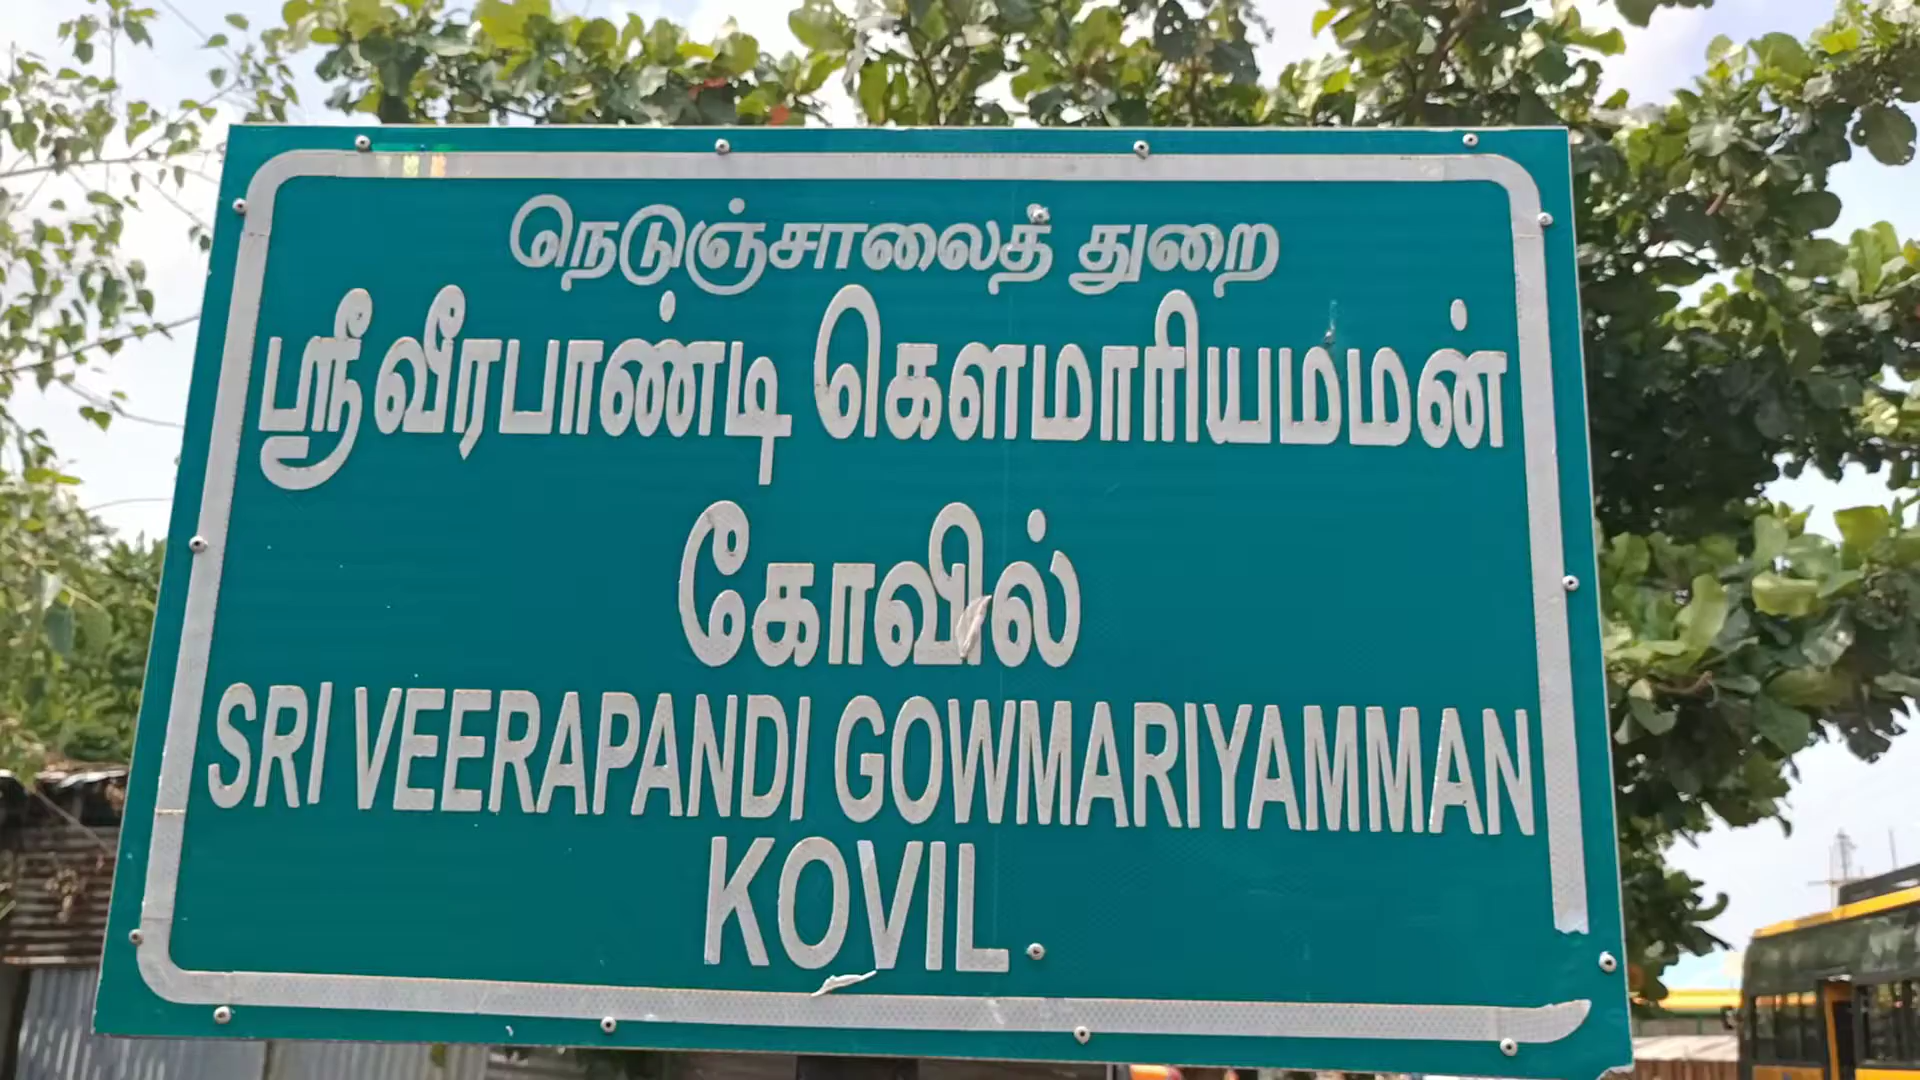 நெடுஞ்சாலைத் துறை
ஸ்ரீ வீரபாண்டி கௌமாரியம்மன்
கோவில்
SRI VEERAPANDI GOWMARIYAMMAN
KOVIL